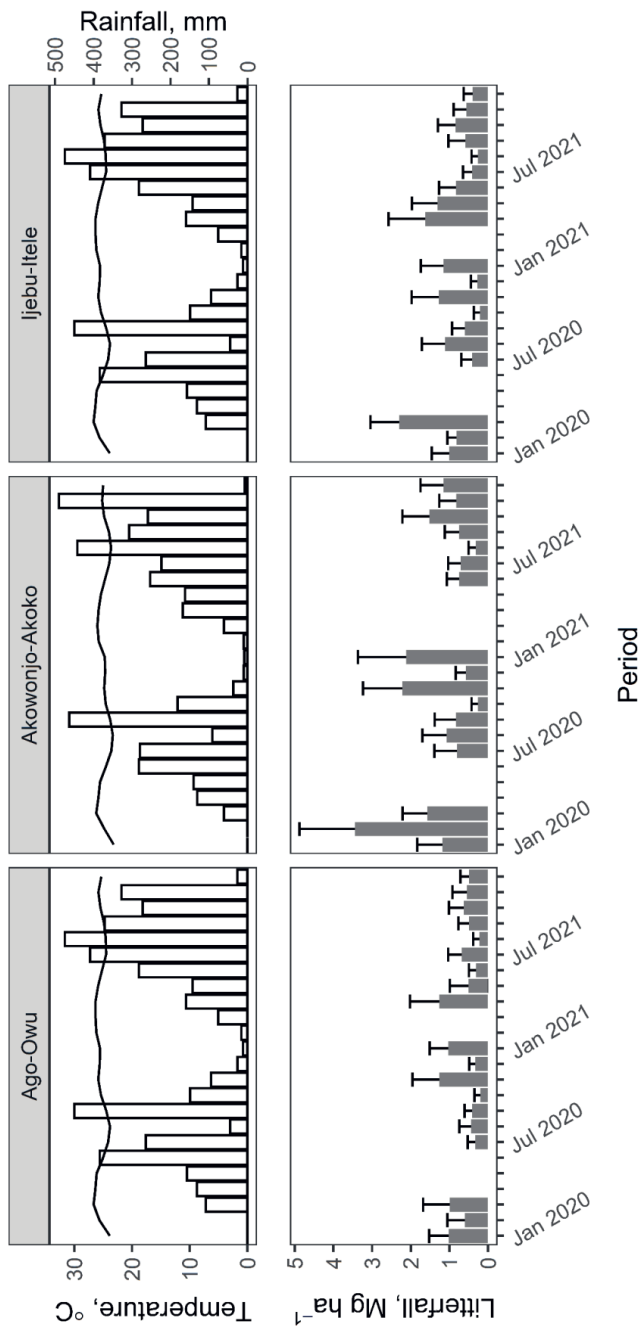 Ago-Owu
Akowonjo-Akoko
Ijebu-Itele
Temperature, °C
30
20
10
0
Rainfall, mm
500
400
300
200
100
0
Litterfall, Mg ha⁻¹
5
4
3
2
1
0
Jan 2020
Jul 2020
Jan 2021
Jul 2021
Jan 2020
Jul 2020
Jan 2021
Jul 2021
Jan 2020
Jul 2020
Jan 2021
Jul 2021
Period